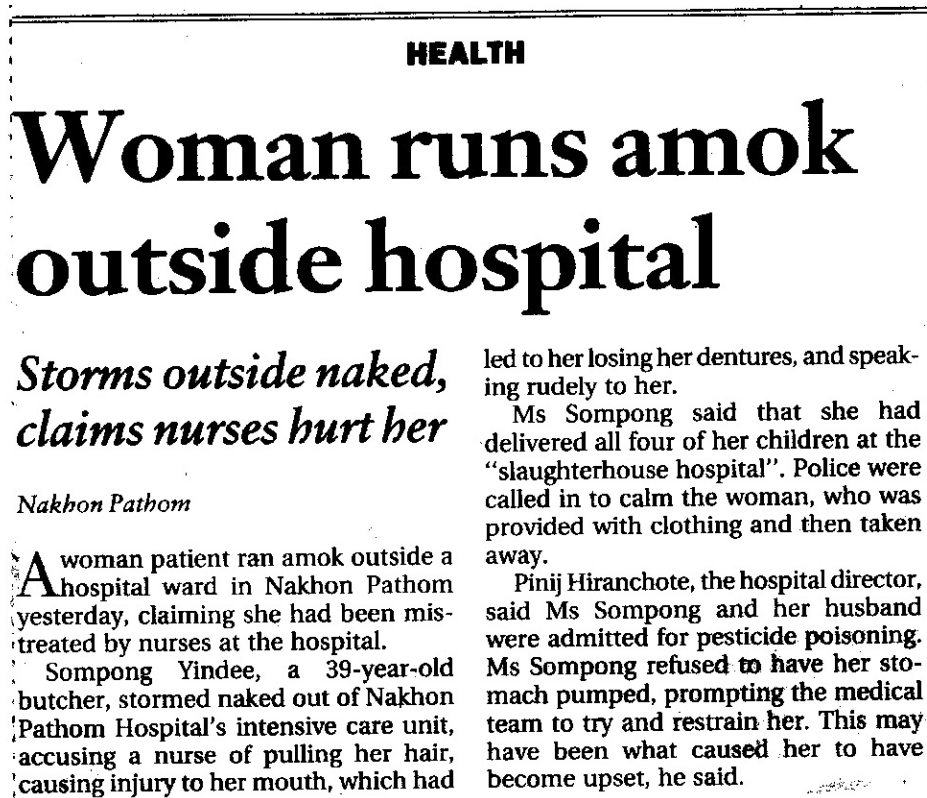 HEALTH
Woman runs amok
outside hospital
Storms outside naked,
claims nurses hurt her
Nakhon Pathom
A woman patient ran amok outside a
hospital ward in Nakhon Pathom
yesterday, claiming she had been mis-
treated by nurses at the hospital.
Sompong Yindee, a 39-year-old
butcher, stormed naked out of Nakhon
Pathom Hospital's intensive care unit,
accusing a nurse of pulling her hair,
causing injury to her mouth, which had
led to her losing her dentures, and speak-
ing rudely to her.
Ms Sompong said that she had
delivered all four of her children at the
“slaughterhouse hospital”. Police were
called in to calm the woman, who was
provided with clothing and then taken
away.
Pinij Hiranchote, the hospital director,
said Ms Sompong and her husband
were admitted for pesticide poisoning.
Ms Sompong refused to have her sto-
mach pumped, prompting the medical
team to try and restrain her. This may
have been what caused her to have
become upset, he said.